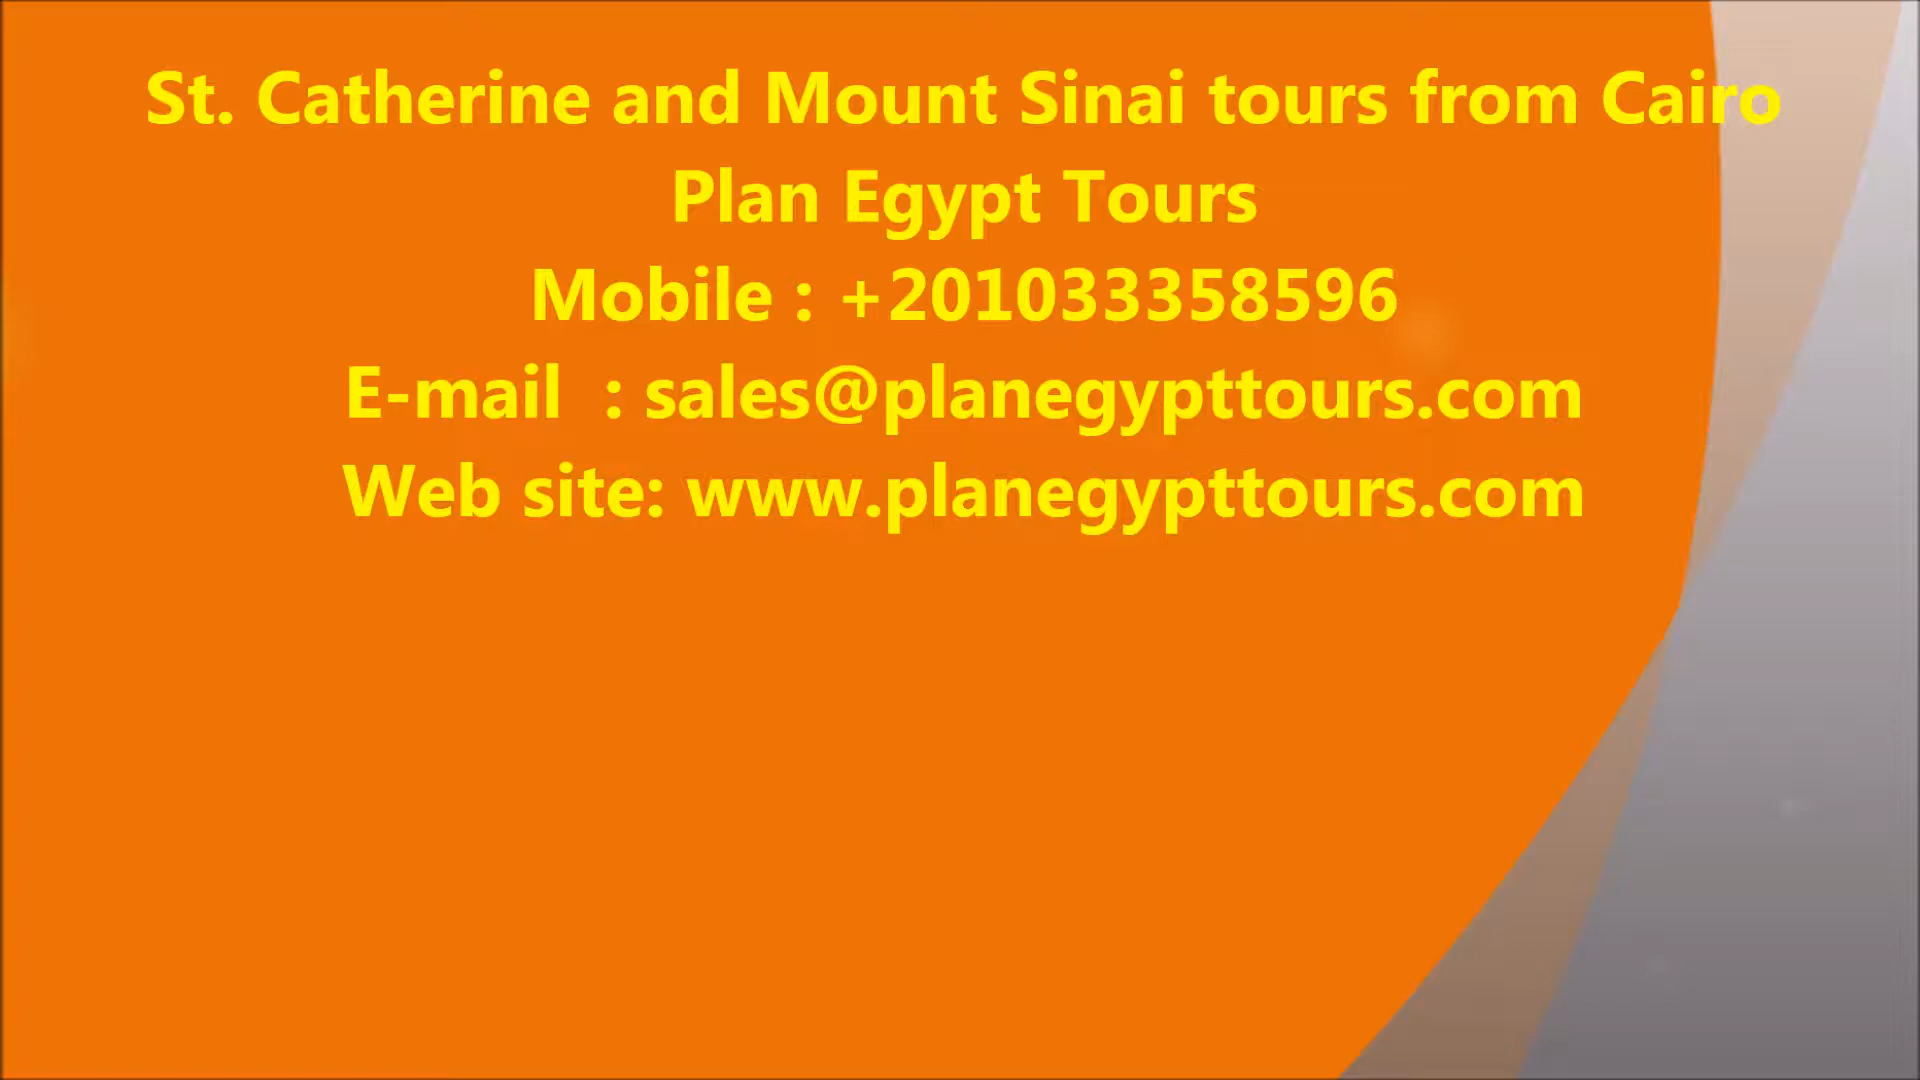 St. Catherine and Mount Sinai tours from Cairo
Plan Egypt Tours
Mobile : +201033358596
E-mail  : sales@planegypttours.com
Web site: www.planegypttours.com